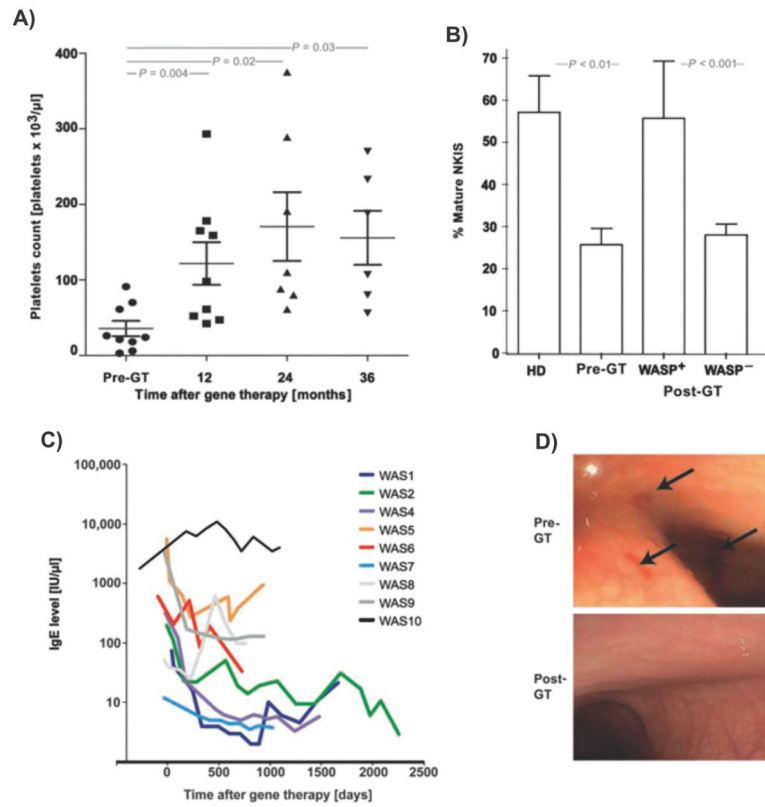 A)
400
300
200
100
0
Platelets count [platelets x 10³/µl]
P = 0.03
P = 0.02
P = 0.004
Pre-GT 12 24 36
Time after gene therapy [months]
B)
70
60
50
40
30
20
10
0
% Mature NKIS
P < 0.01
P < 0.001
HD Pre-GT WASP⁺ WASP⁻
Post-GT
C)
100,000
10,000
1000
100
10
IgE level [IU/µl]
WAS1
WAS2
WAS4
WAS5
WAS6
WAS7
WAS8
WAS9
WAS10
0 500 1000 1500 2000 2500
Time after gene therapy [days]
D)
Pre-
GT
Post-
GT